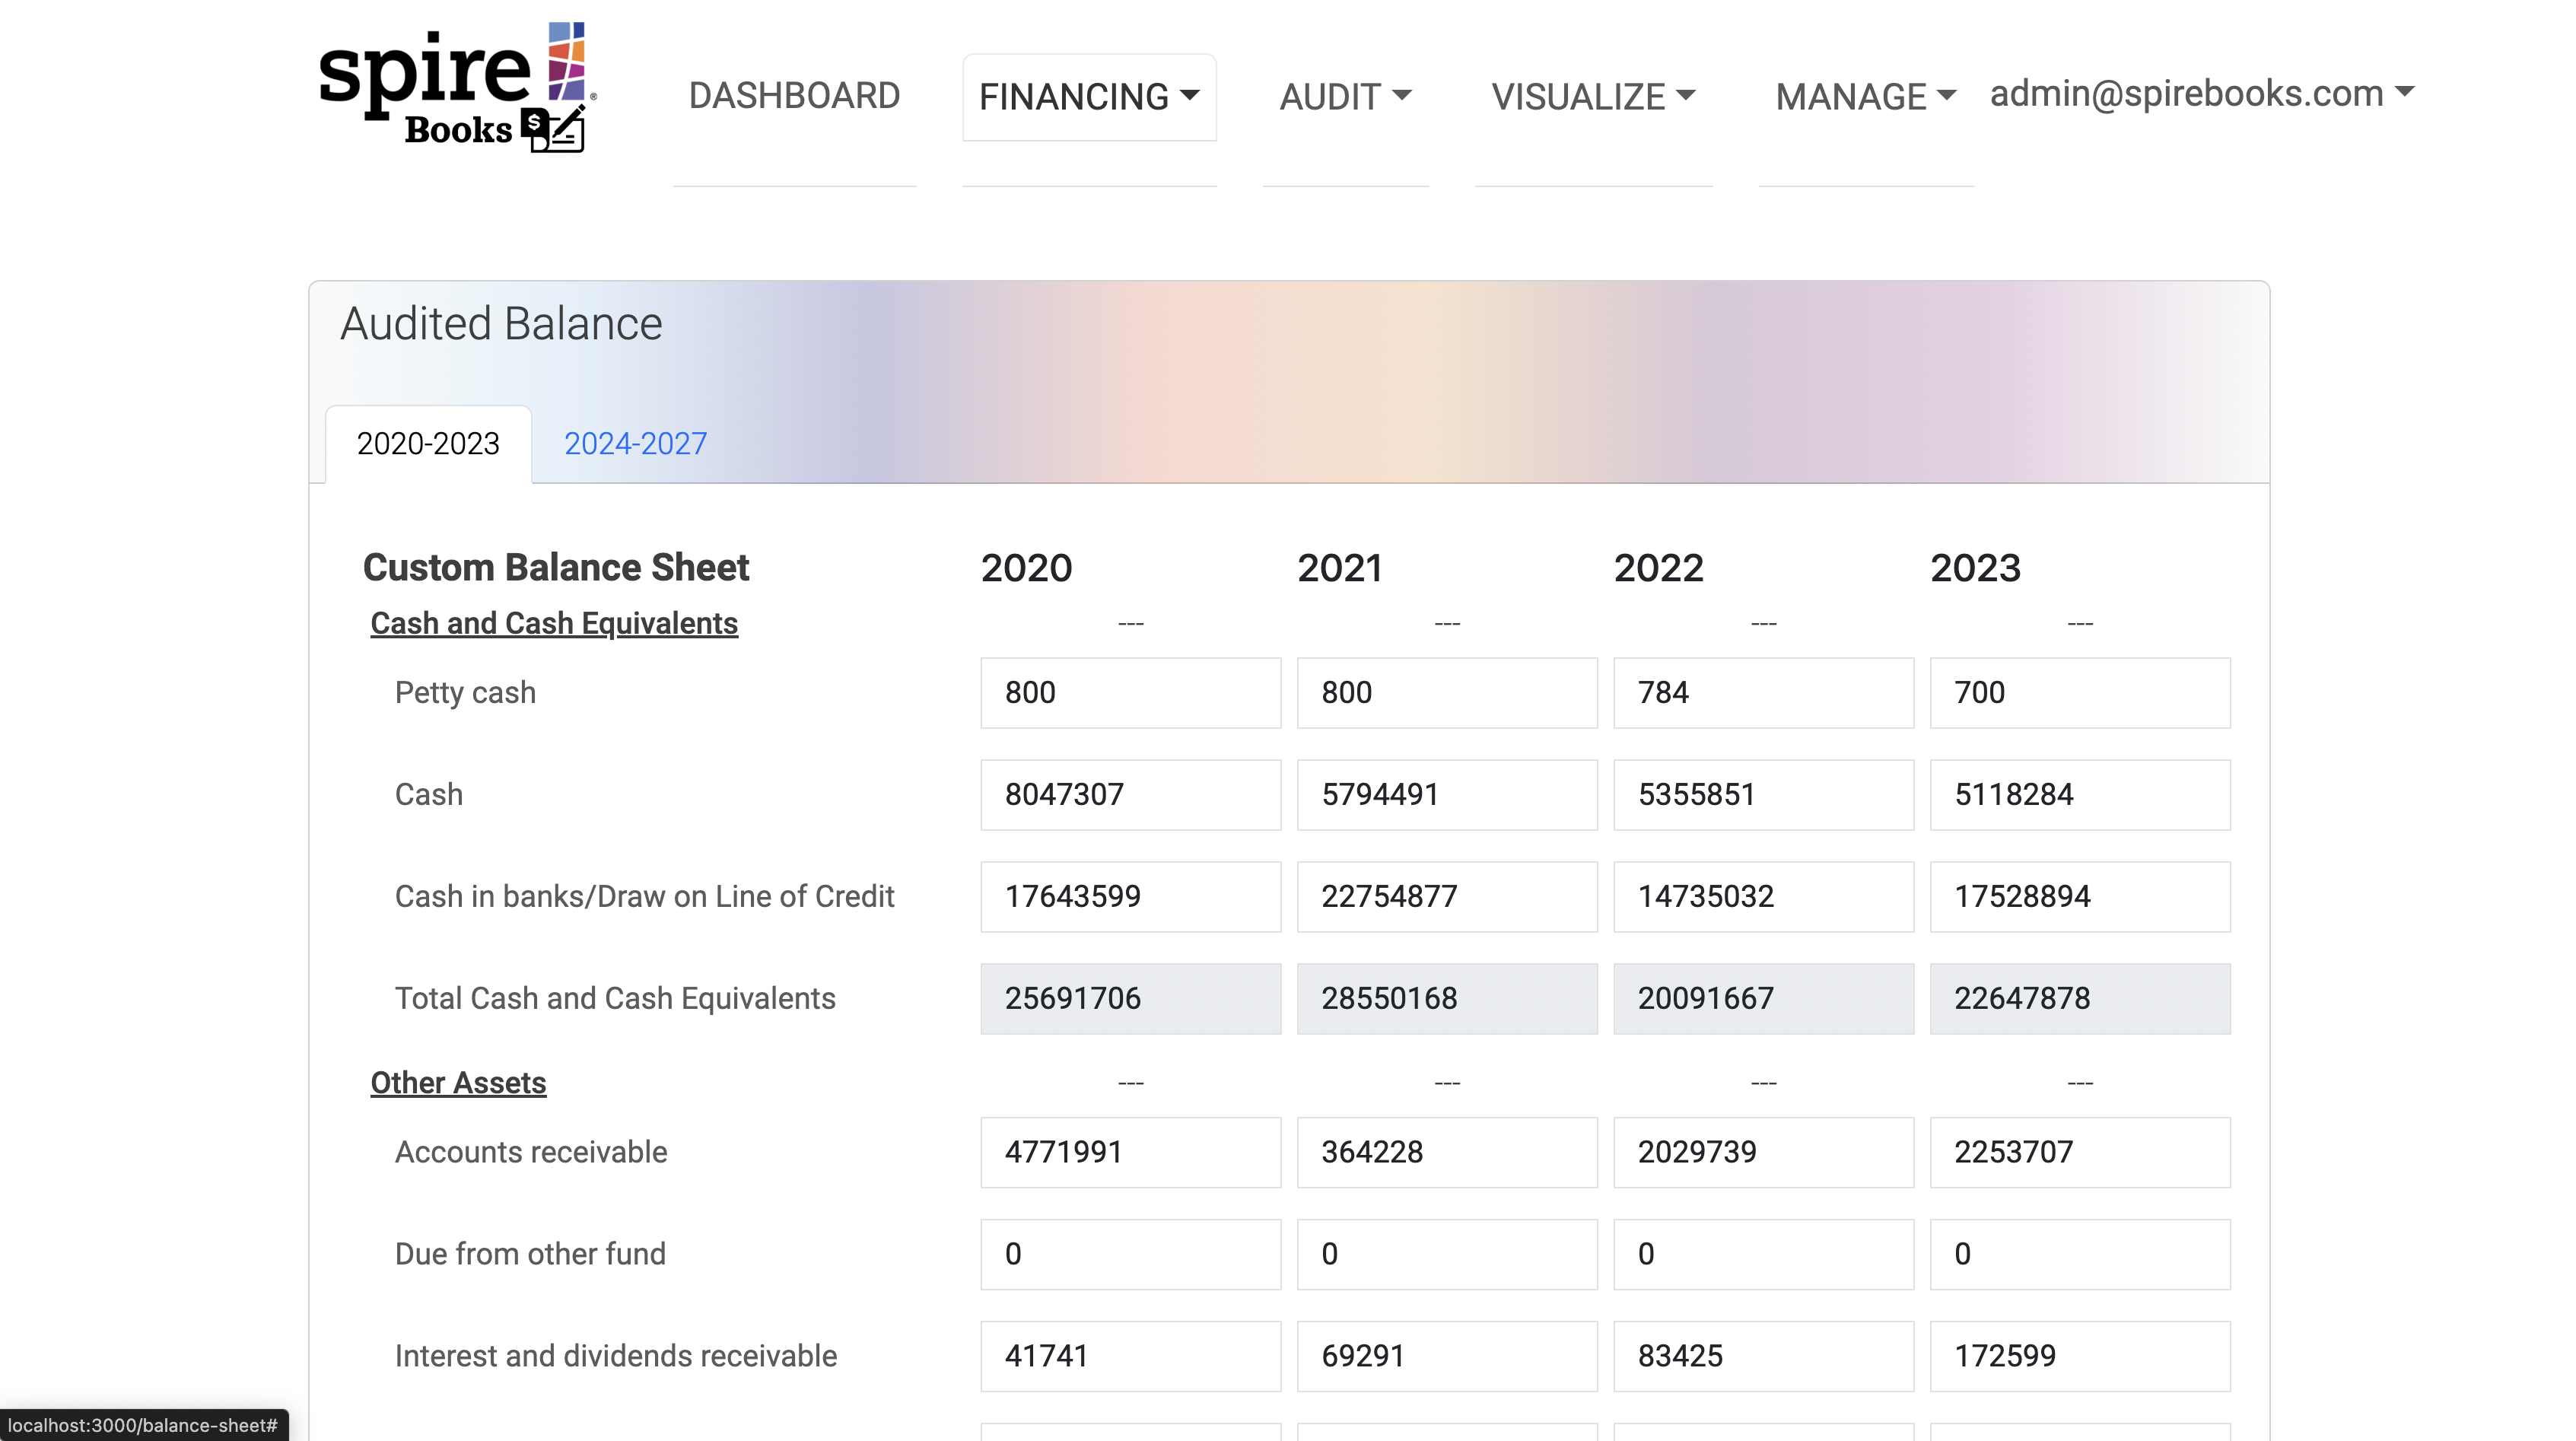 spire
Books
DASHBOARD FINANCING AUDIT VISUALIZE MANAGE admin@spirebooks.com
Audited Balance
2020-2023 2024-2027
Custom Balance Sheet 2020 2021 2022 2023
Cash and Cash Equivalents --- --- --- ---
Petty cash 800 800 784 700
Cash 8047307 5794491 5355851 5118284
Cash in banks/Draw on Line of Credit 17643599 22754877 14735032 17528894
Total Cash and Cash Equivalents 25691706 28550168 20091667 22647878
Other Assets --- --- --- ---
Accounts receivable 4771991 364228 2029739 2253707
Due from other fund 0 0 0 0
Interest and dividends receivable 41741 69291 83425 172599
localhost:3000/balance-sheet#